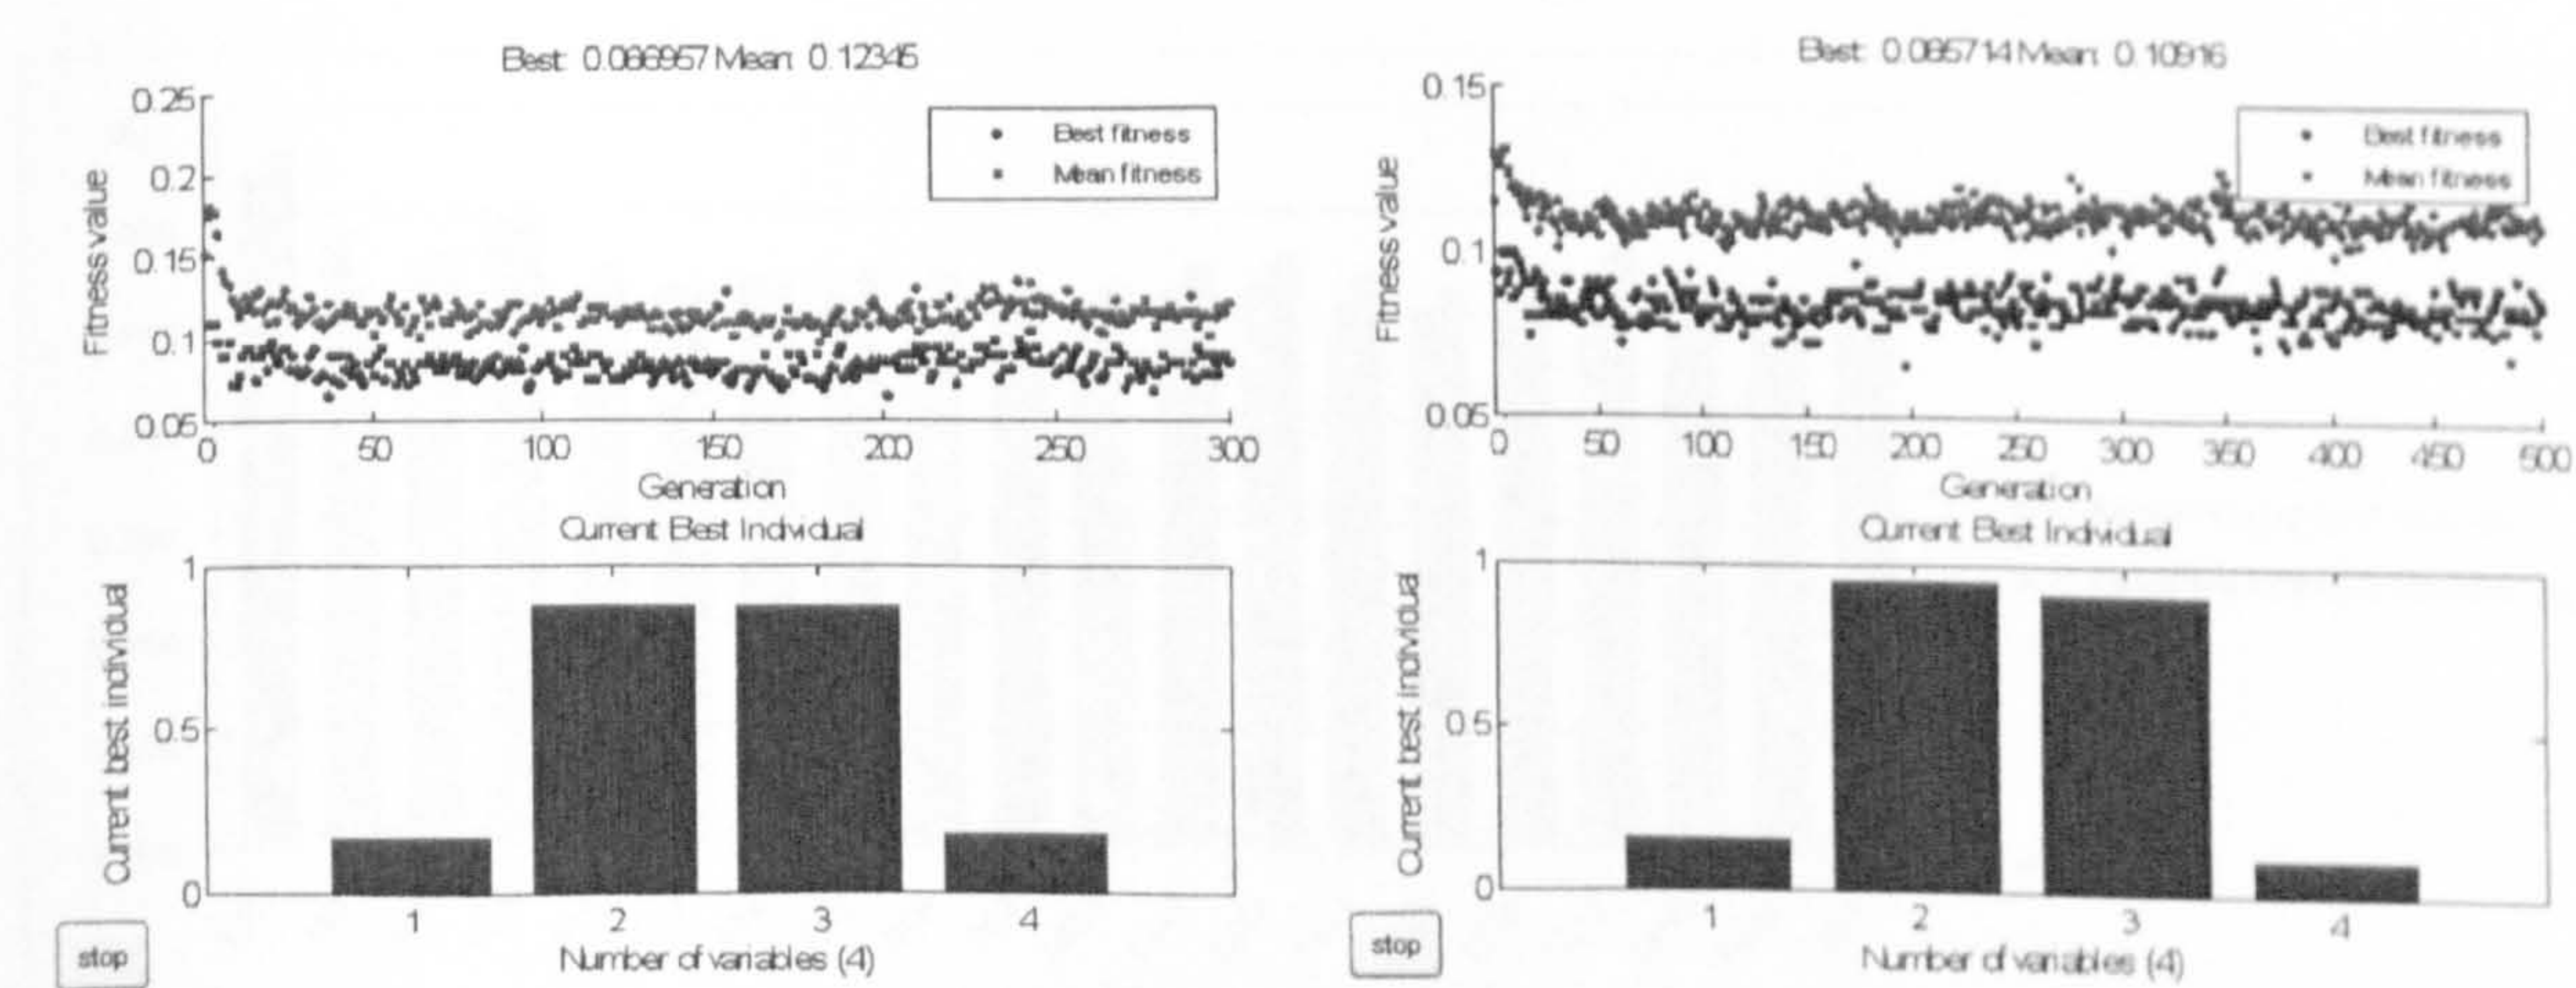 Best: 0.086957 Mean: 0.12345
0.25
0.2
0.15
0.1
0.05
Fitness value
Best fitness
Mean fitness
0 50 100 150 200 250 300
Generation
Current Best Individual
1
0.5
0
Current best individual
1 2 3 4
Number of variables (4)
stop
Best: 0.085714 Mean: 0.10916
0.15
0.1
0.05
Fitness value
Best fitness
Mean fitness
0 50 100 150 200 250 300 350 400 450 500
Generation
Current Best Individual
1
0.5
0
Current best individual
1 2 3 4
Number of variables (4)
stop